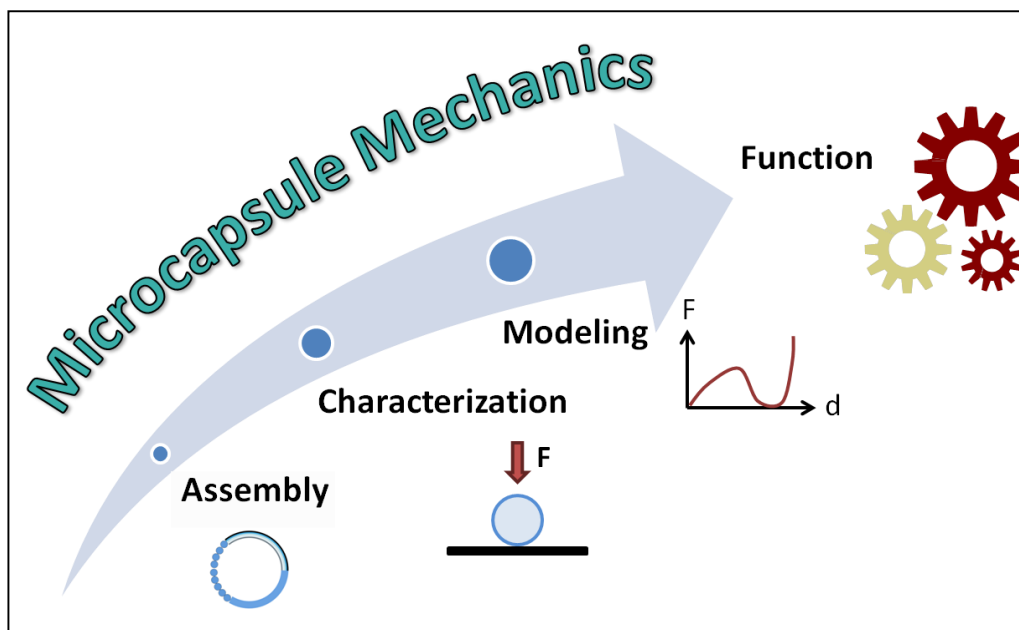 Microcapsule Mechanics
Function
F
Modeling
d
Characterization
F
Assembly